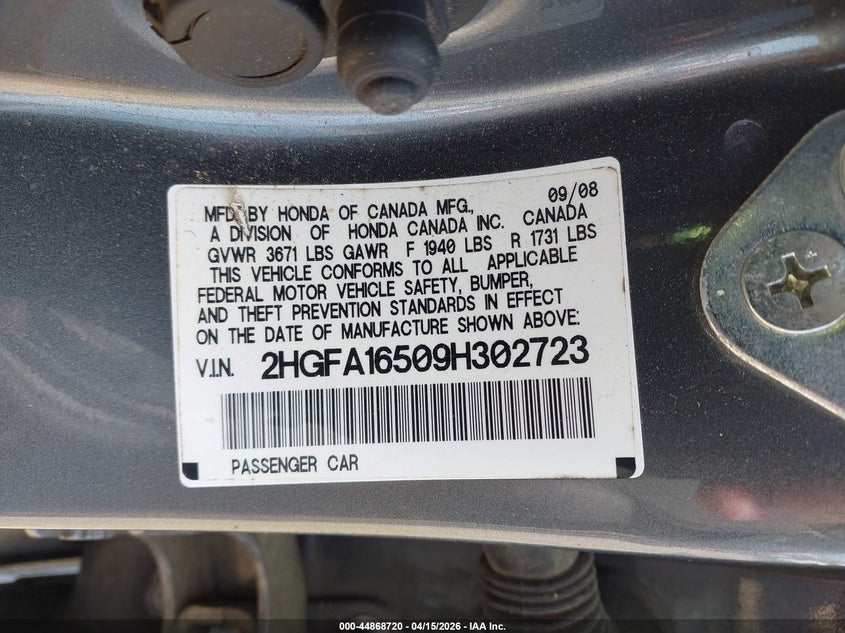 09/08
MFD. BY HONDA OF CANADA MFG.,
A DIVISION OF HONDA CANADA INC. CANADA
GVWR 3671 LBS GAWR F 1940 LBS R 1731 LBS
THIS VEHICLE CONFORMS TO ALL APPLICABLE
FEDERAL MOTOR VEHICLE SAFETY, BUMPER,
AND THEFT PREVENTION STANDARDS IN EFFECT
ON THE DATE OF MANUFACTURE SHOWN ABOVE:
V.I.N. 2HGFA16509H302723
PASSENGER CAR
000-44868720 - 04/15/2026 - IAA Inc.